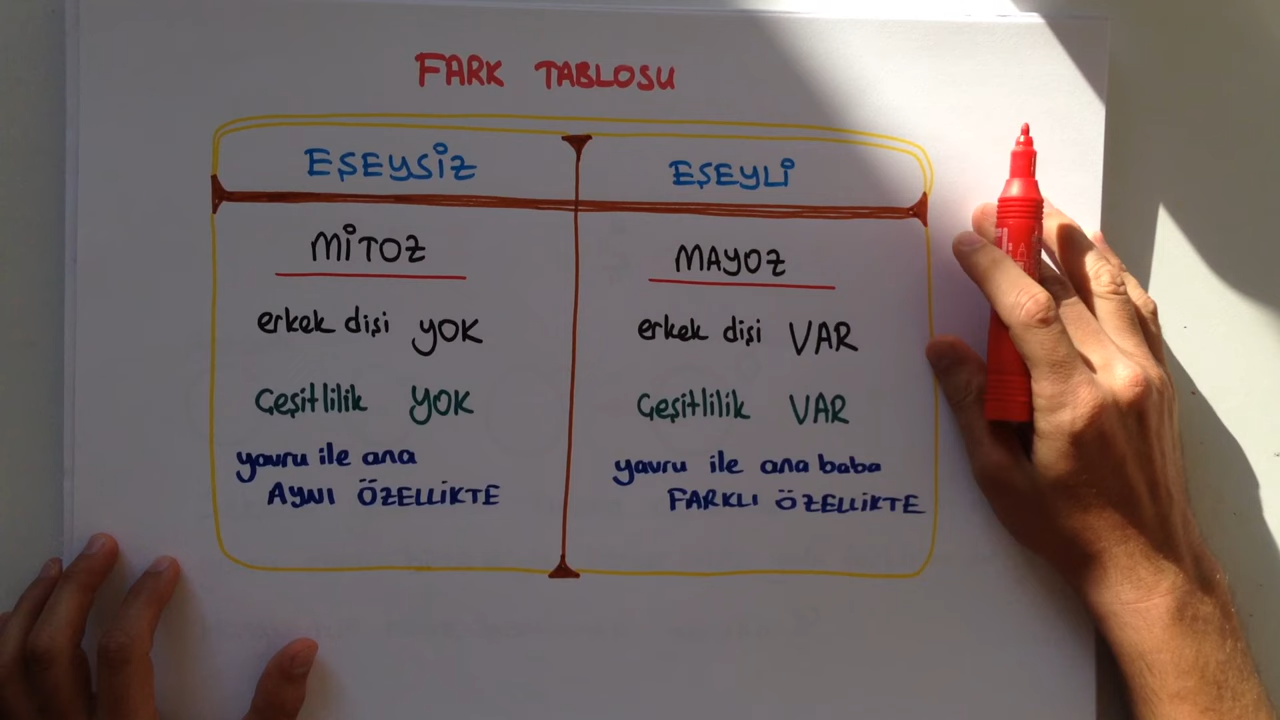 FARK TABLOSU
EŞEYSİZ
EŞEYLİ
MİTOZ
MAYOZ
erkek dişi YOK
erkek dişi VAR
Çeşitlilik YOK
Çeşitlilik VAR
yavru ile ana
AYNI ÖZELLİKTE
yavru ile ana baba
FARKLI ÖZELLİKTE